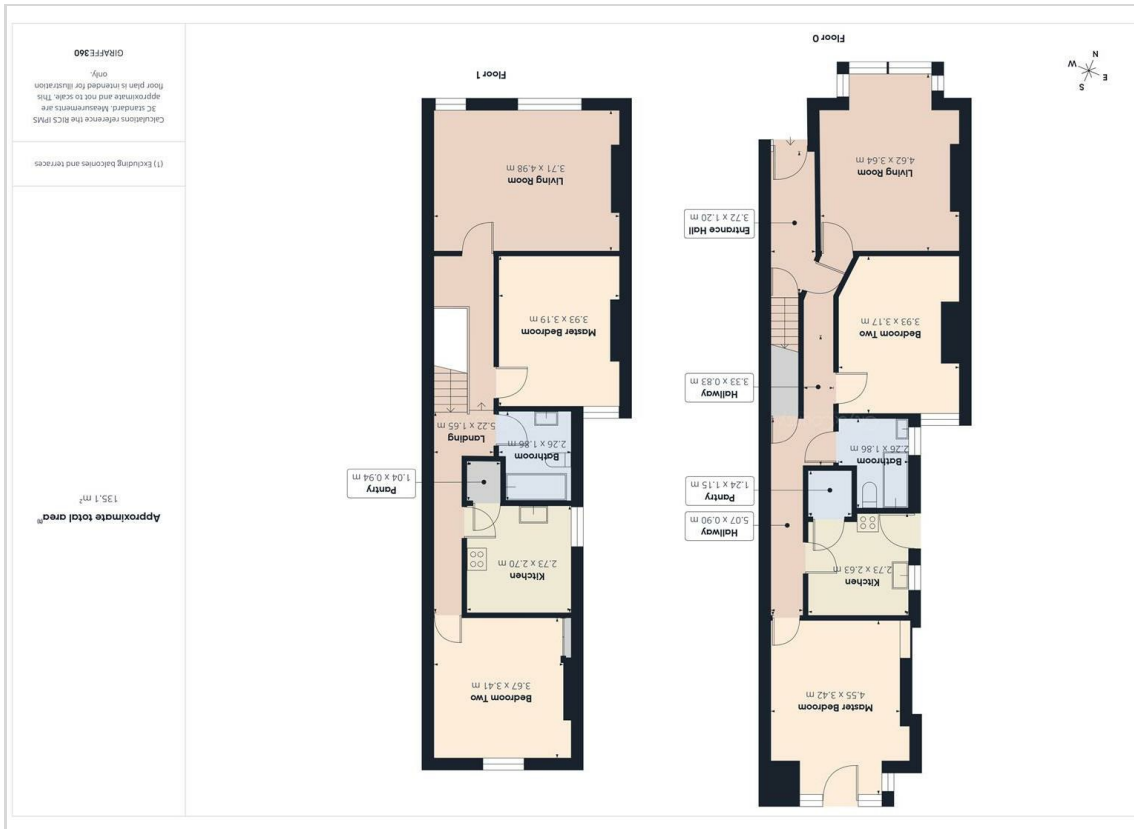 Master Bedroom
4.55 x 3.42 m
Kitchen
2.73 x 2.63 m
Hallway
5.07 x 0.90 m
Pantry
1.24 x 1.15 m
Bathroom
2.26 x 1.86 m
Hallway
3.33 x 0.83 m
Bedroom Two
3.93 x 3.17 m
Entrance Hall
3.72 x 1.20 m
Living Room
4.62 x 3.64 m
Floor 0
S
E
W
N
Bedroom Two
3.67 x 3.41 m
Kitchen
2.73 x 2.70 m
Pantry
1.04 x 0.94 m
Bathroom
2.26 x 1.86 m
Landing
5.22 x 1.65 m
Master Bedroom
3.93 x 3.19 m
Living Room
3.71 x 4.98 m
Floor 1
Approximate total area⁽¹⁾
135.1 m²
(1) Excluding balconies and terraces
Calculations reference the RICS IPMS
3C standard. Measurements are
approximate and not to scale. This
floor plan is intended for illustration
only.
GIRAFFE360